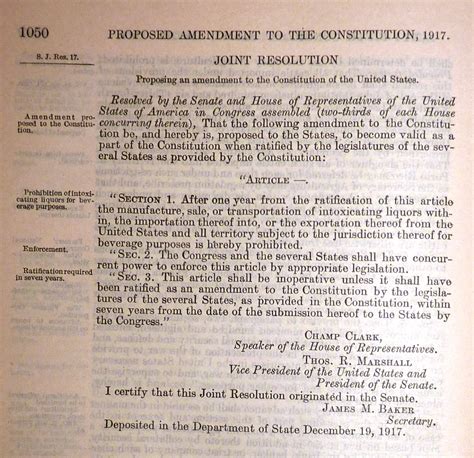 1050 PROPOSED AMENDMENT TO THE CONSTITUTION, 1917.
S. J. Res. 17.
JOINT RESOLUTION
Proposing an amendment to the Constitution of the United States.
Amendment pro-
posed to the Constitu-
tion.
Resolved by the Senate and House of Representatives of the United
States of America in Congress assembled (two-thirds of each House
concurring therein), That the following amendment to the Constitu-
tion be, and hereby is, proposed to the States, to become valid as a
part of the Constitution when ratified by the legislatures of the sev-
eral States as provided by the Constitution:
"ARTICLE —.
Prohibition of intoxi-
cating liquors for bev-
erage purposes.
"SECTION 1. After one year from the ratification of this article
the manufacture, sale, or transportation of intoxicating liquors with-
in, the importation thereof into, or the exportation thereof from the
United States and all territory subject to the jurisdiction thereof for
beverage purposes is hereby prohibited.
Enforcement.
"SEC. 2. The Congress and the several States shall have concur-
rent power to enforce this article by appropriate legislation.
Ratification required
in seven years.
"SEC. 3. This article shall be inoperative unless it shall have
been ratified as an amendment to the Constitution by the legisla-
tures of the several States, as provided in the Constitution, within
seven years from the date of the submission hereof to the States by
the Congress."
CHAMP CLARK,
Speaker of the House of Representatives.
THOS. R. MARSHALL
Vice President of the United States and
President of the Senate.
I certify that this Joint Resolution originated in the Senate.
JAMES M. BAKER
Secretary.
Deposited in the Department of State December 19, 1917.